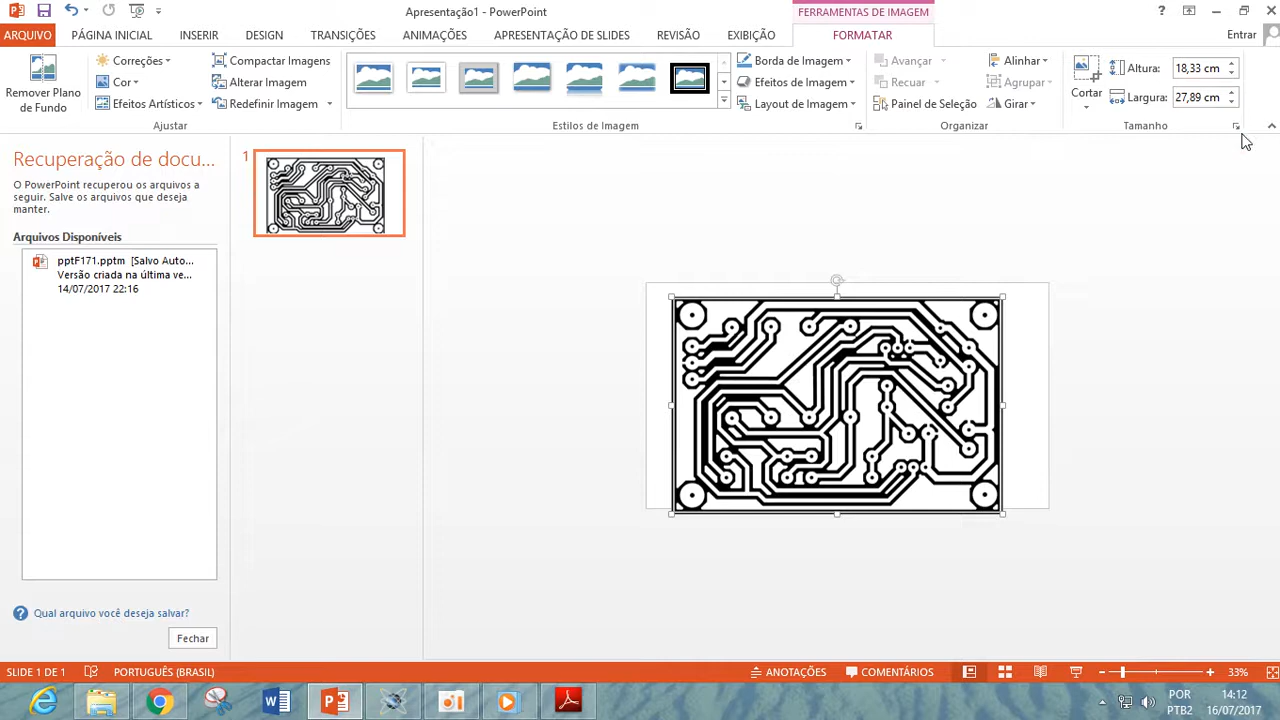 Apresentação1 - PowerPoint
FERRAMENTAS DE IMAGEM
?
ARQUIVO
PÁGINA INICIAL
INSERIR
DESIGN
TRANSIÇÕES
ANIMAÇÕES
APRESENTAÇÃO DE SLIDES
REVISÃO
EXIBIÇÃO
FORMATAR
Entrar
Remover Plano
de Fundo
Correções
Cor
Efeitos Artísticos
Compactar Imagens
Alterar Imagem
Redefinir Imagem
Ajustar
Estilos de Imagem
Borda de Imagem
Efeitos de Imagem
Layout de Imagem
Avançar
Recuar
Painel de Seleção
Alinhar
Agrupar
Girar
Organizar
Cortar
Altura: 18,33 cm
Largura: 27,89 cm
Tamanho
Recuperação de docu...
O PowerPoint recuperou os arquivos a
seguir. Salve os arquivos que deseja
manter.
Arquivos Disponíveis
pptF171.pptm [Salvo Auto...
Versão criada na última ve...
14/07/2017 22:16
Qual arquivo você deseja salvar?
Fechar
1
SLIDE 1 DE 1
PORTUGUÊS (BRASIL)
ANOTAÇÕES
COMENTÁRIOS
33%
POR
PTB2
14:12
16/07/2017